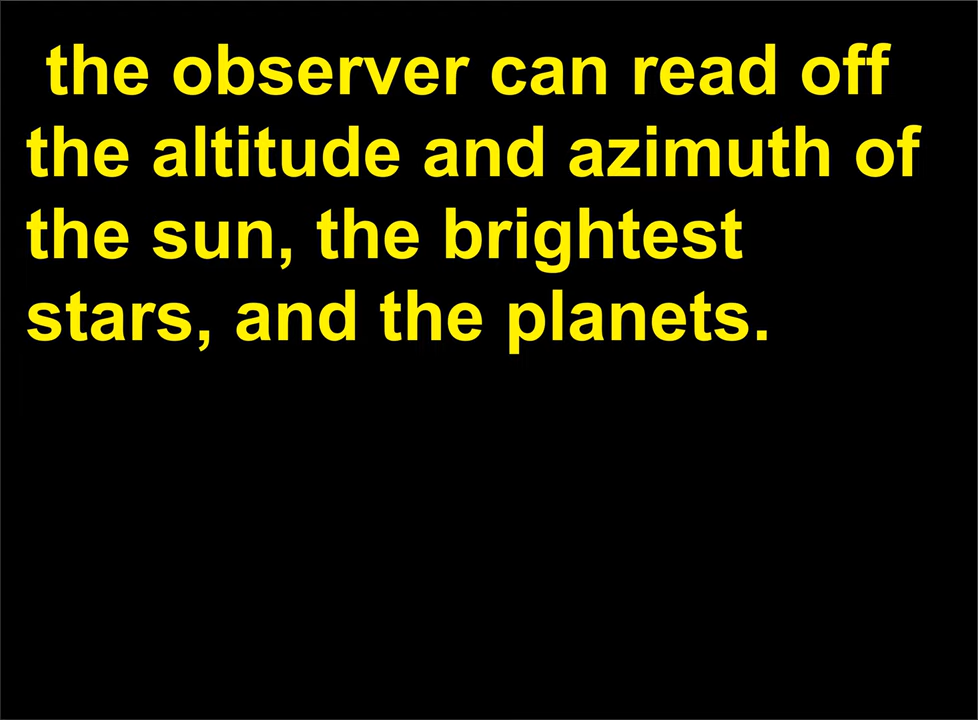 the observer can read off
the altitude and azimuth of
the sun, the brightest
stars, and the planets.